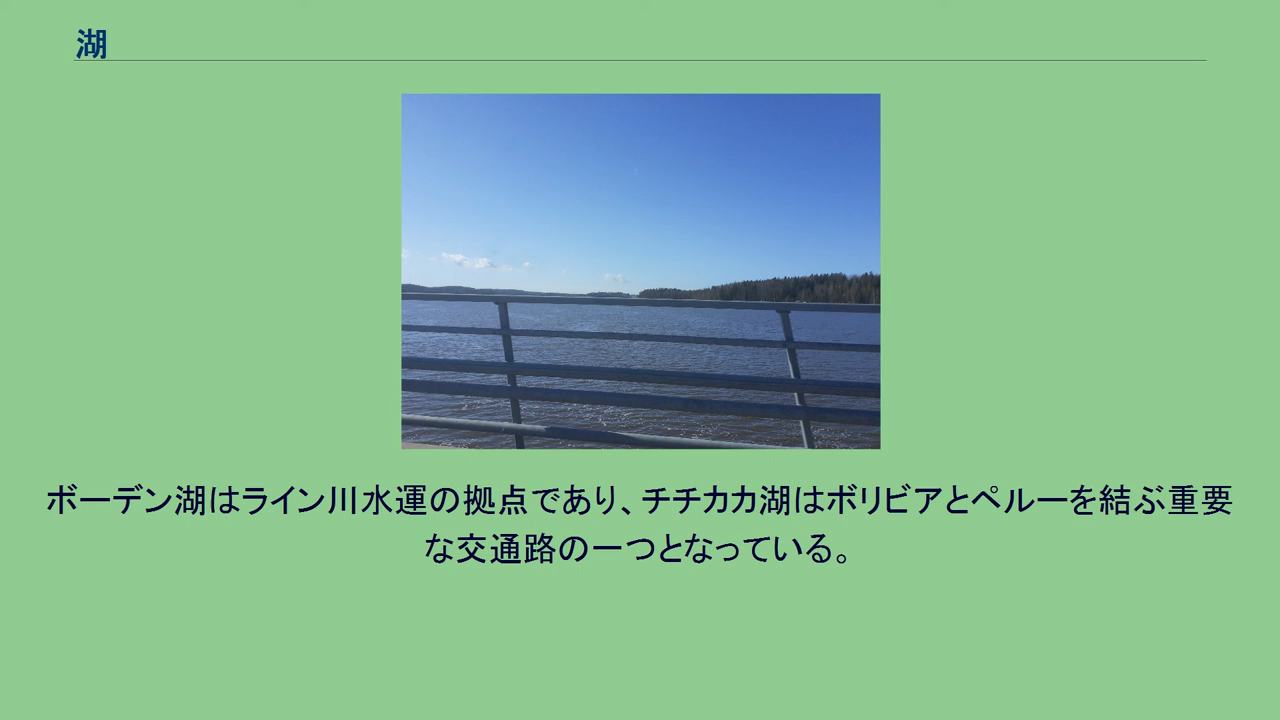 湖
ボーデン湖はライン川水運の拠点であり、チチカカ湖はボリビアとペルーを結ぶ重要
な交通路の一つとなっている。